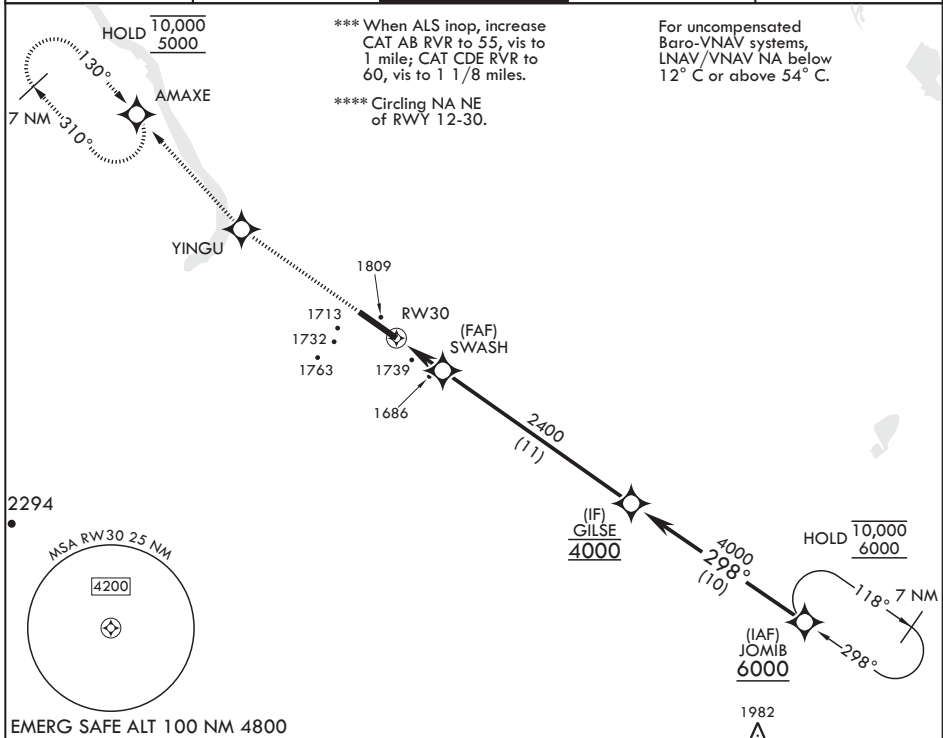 HOLD 10,000
5000
*** When ALS inop, increase
CAT AB RVR to 55, vis to
1 mile; CAT CDE RVR to
60, vis to 1 1/8 miles.
**** Circling NA NE
of RWY 12-30.
For uncompensated
Baro-VNAV systems,
LNAV/VNAV NA below
12° C or above 54° C.
130°
AMAXE
7 NM
310°
YINGU
1809
1713
RW30
1732
(FAF)
SWASH
1763
1739
1686
2400
(11)
2294
(IF)
GILSE
4000
HOLD 10,000
6000
MSA RW30 25 NM
4200
4000
298°
(10)
118°
7 NM
298°
(IAF)
JOMIB
6000
1982
EMERG SAFE ALT 100 NM 4800